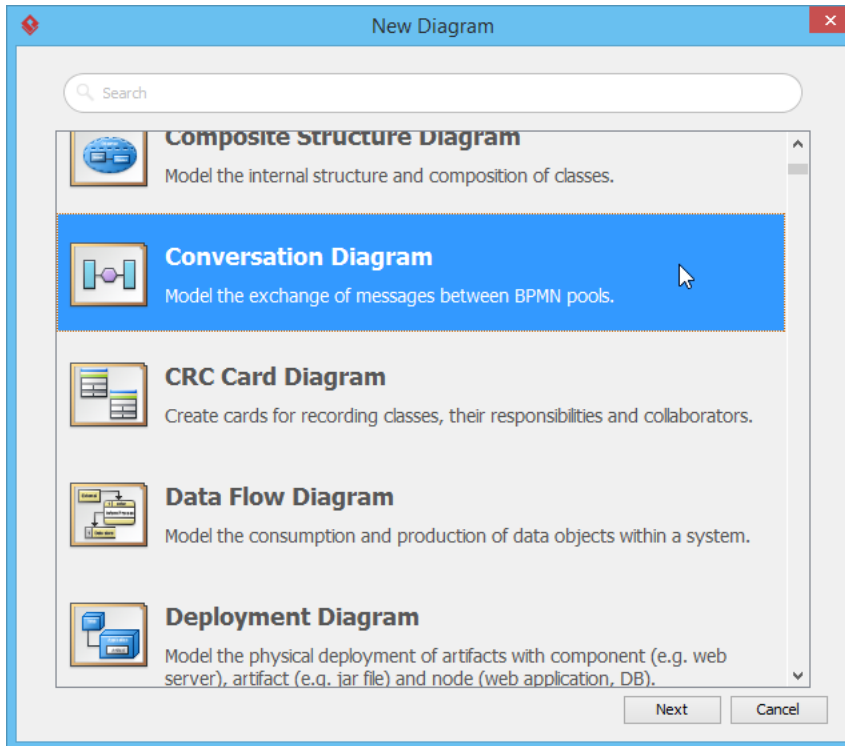 New Diagram
Search
Composite Structure Diagram
Model the internal structure and composition of classes.
Conversation Diagram
Model the exchange of messages between BPMN pools.
CRC Card Diagram
Create cards for recording classes, their responsibilities and collaborators.
Data Flow Diagram
Model the consumption and production of data objects within a system.
Deployment Diagram
Model the physical deployment of artifacts with component (e.g. web
server), artifact (e.g. jar file) and node (web application, DB).
Next
Cancel